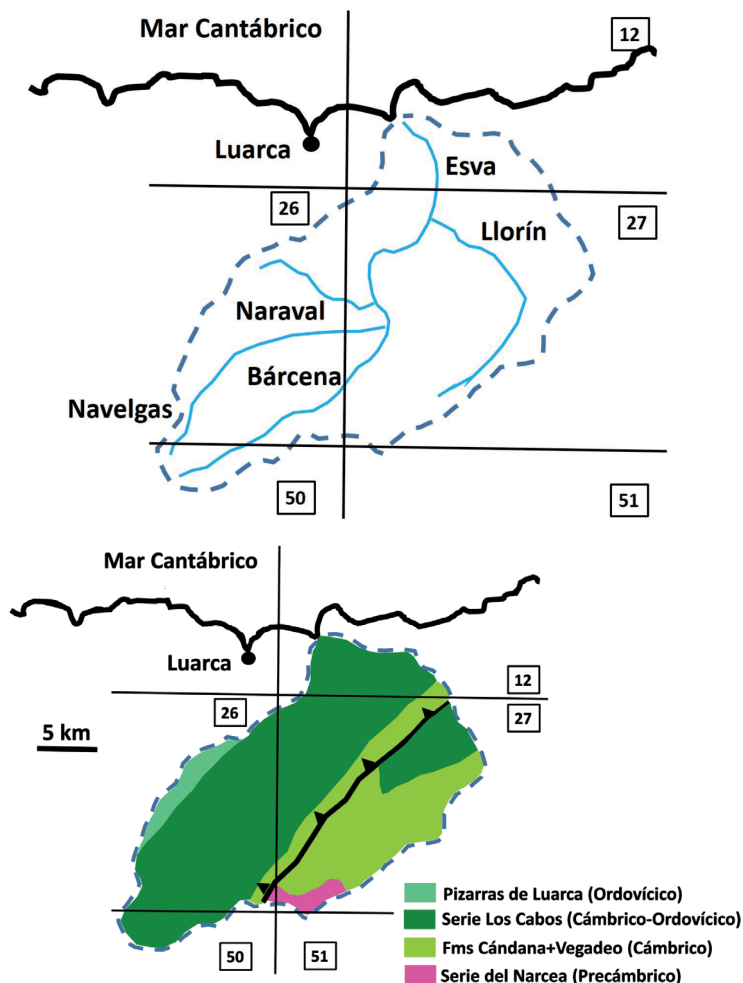 Mar Cantábrico
12
Luarca
Esva
26
27
Llorín
Naraval
Bárcena
Navelgas
50
51
Mar Cantábrico
Luarca
12
26
27
5 km
Pizarras de Luarca (Ordovícico)
Serie Los Cabos (Cámbrico-Ordovícico)
Fms Cándana+Vegadeo (Cámbrico)
50
51
Serie del Narcea (Precámbrico)